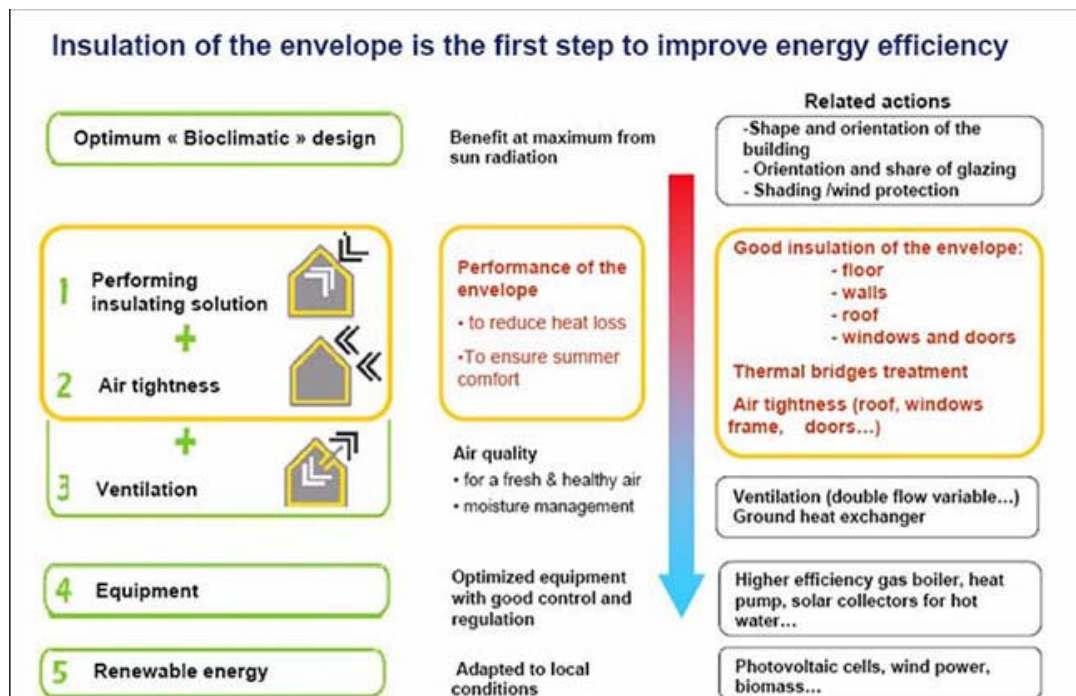 Insulation of the envelope is the first step to improve energy efficiency
Related actions
Optimum « Bioclimatic » design
Benefit at maximum from
sun radiation
-Shape and orientation of the
building
- Orientation and share of glazing
- Shading /wind protection
1 Performing
insulating solution
+
2 Air tightness
Performance of the
envelope
• to reduce heat loss
•To ensure summer
comfort
Good insulation of the envelope:
- floor
- walls
- roof
- windows and doors
Thermal bridges treatment
Air tightness (roof, windows
frame, doors…)
+
3 Ventilation
Air quality
• for a fresh & healthy air
• moisture management
Ventilation (double flow variable…)
Ground heat exchanger
4 Equipment
Optimized equipment
with good control and
regulation
Higher efficiency gas boiler, heat
pump, solar collectors for hot
water…
5 Renewable energy
Adapted to local
conditions
Photovoltaic cells, wind power,
biomass…